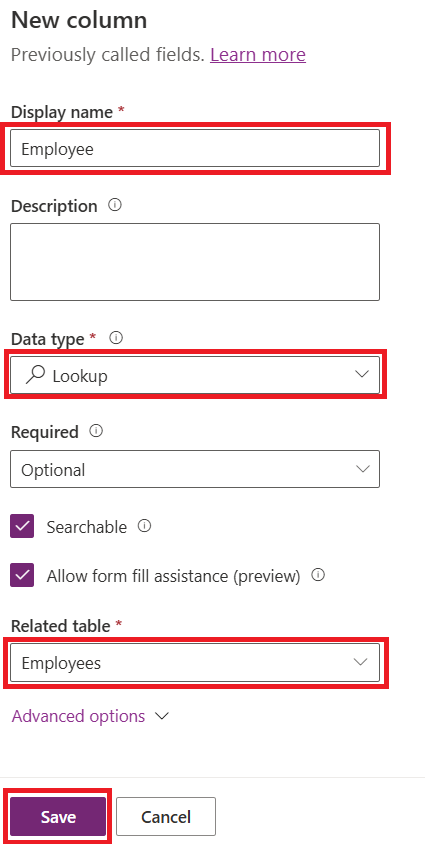 New column
Previously called fields. Learn more
Display name *
Employee
Description
Data type *
Lookup
Required
Optional
Searchable
Allow form fill assistance (preview)
Related table *
Employees
Advanced options
Save Cancel